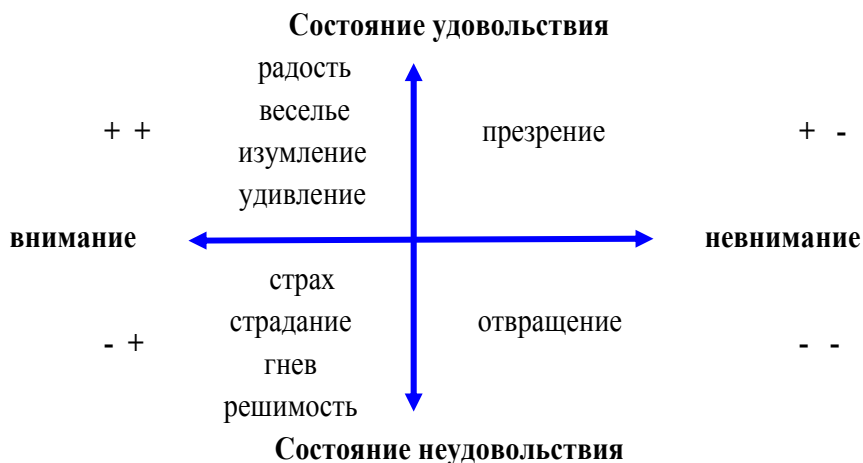 Состояние удовольствия
радость
+ + веселье презрение + -
изумление
удивление
внимание невнимание
страх
- + страдание отвращение - -
гнев
решимость
Состояние неудовольствия